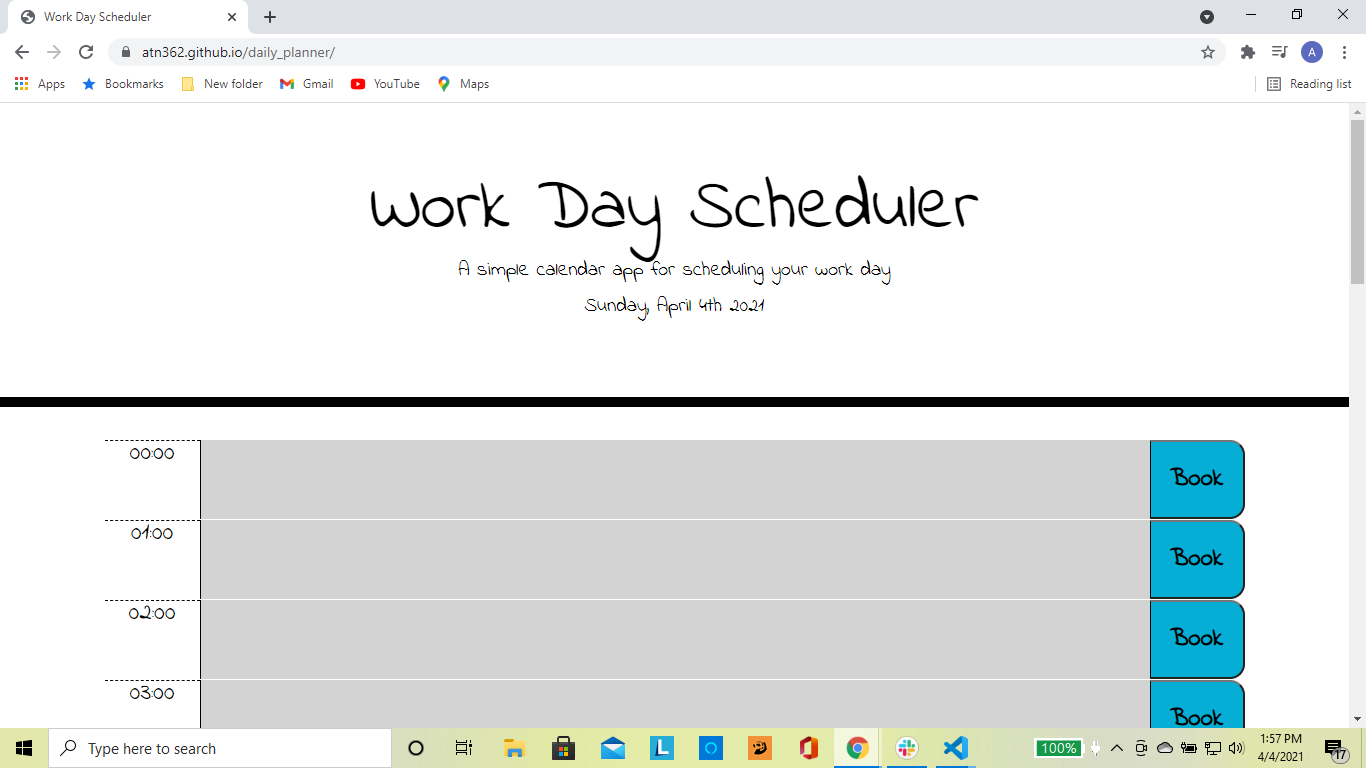 Work Day Scheduler
atn362.github.io/daily_planner/
A
Apps Bookmarks New folder Gmail YouTube Maps Reading list
Work Day Scheduler
A simple calendar app for scheduling your work day
Sunday, April 4th 2021
00:00 Book
01:00 Book
02:00 Book
03:00 Book
Type here to search
L
100%
1:57 PM
4/4/2021
17